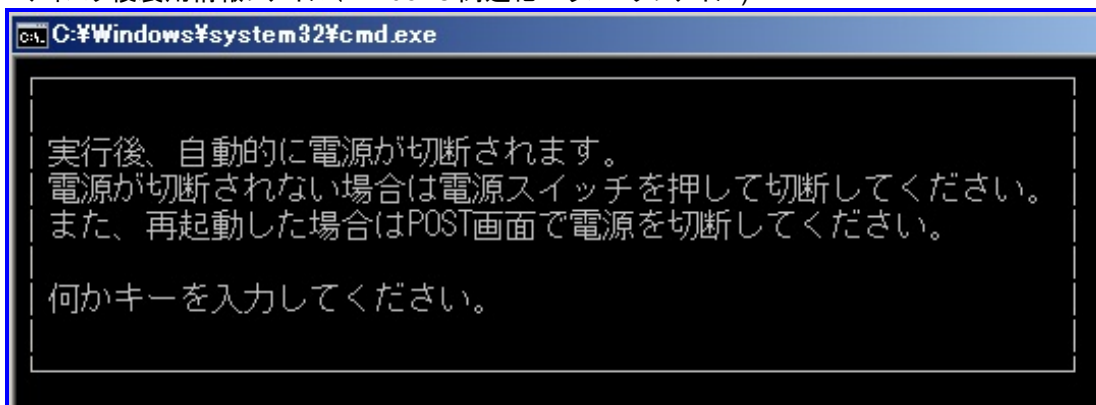 C:¥Windows¥system32¥cmd.exe
実行後、自動的に電源が切断されます。
電源が切断されない場合は電源スイッチを押して切断してください。
また、再起動した場合はPOST画面で電源を切断してください。
何かキーを入力してください。